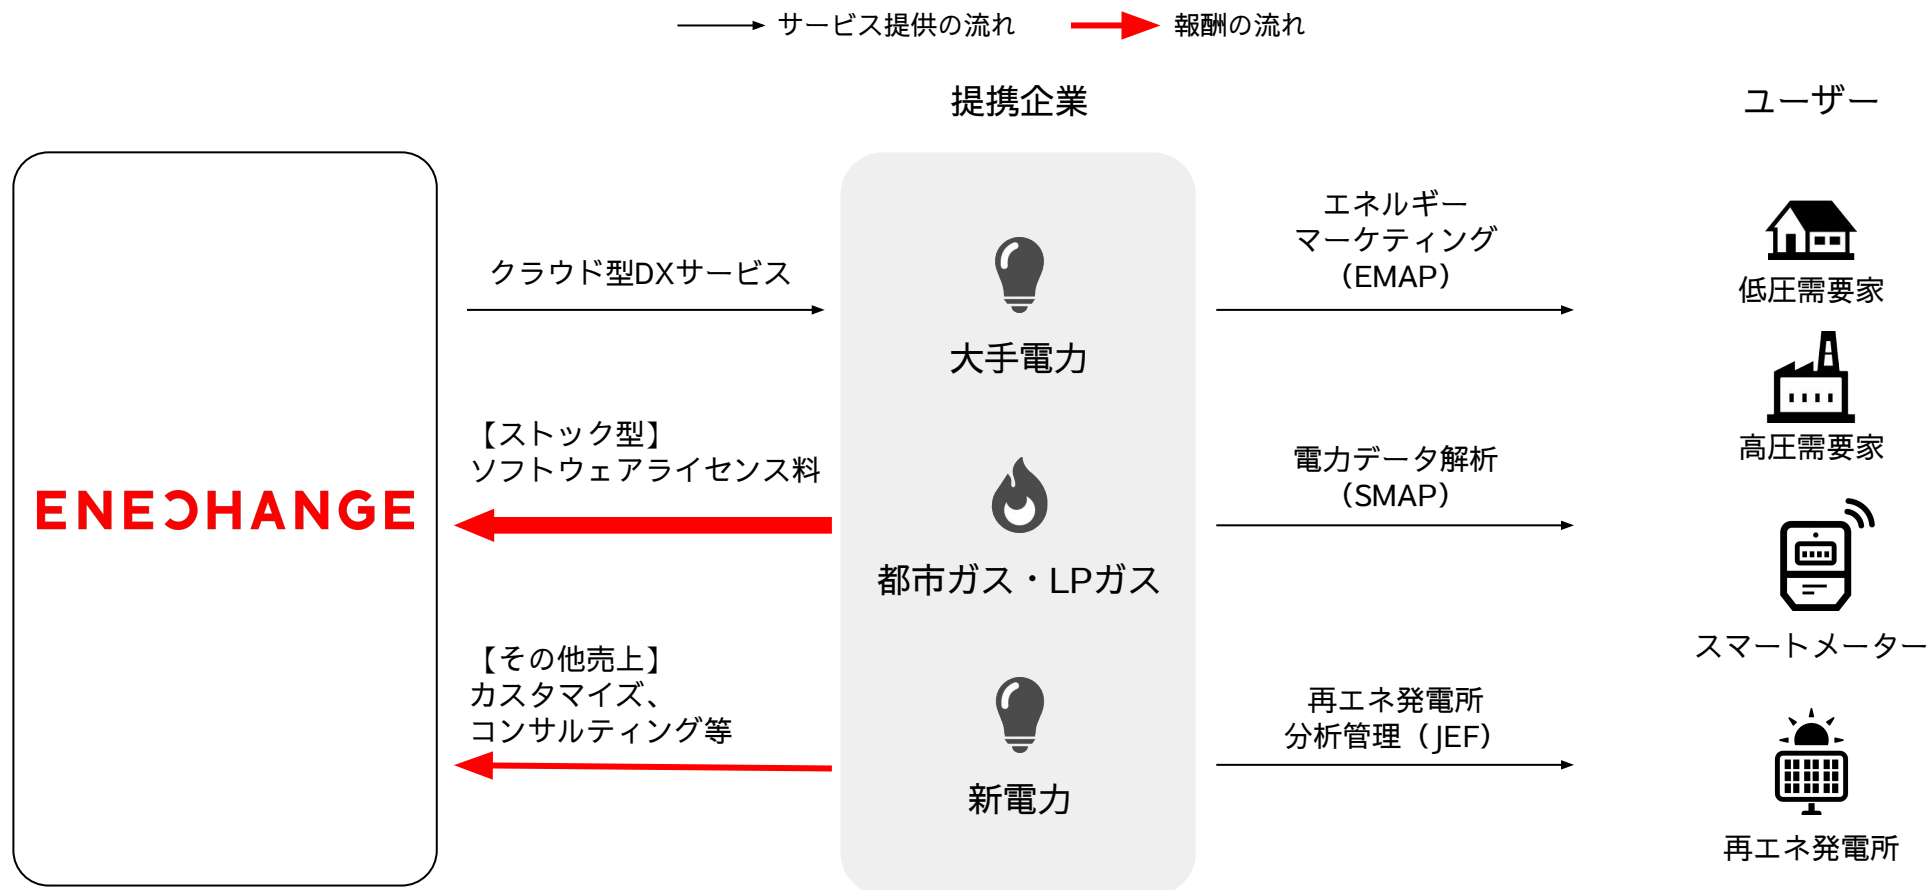 サービス提供の流れ
報酬の流れ
提携企業
ユーザー
ENECHANGE
クラウド型DXサービス
【ストック型】
ソフトウェアライセンス料
【その他売上】
カスタマイズ、
コンサルティング等
大手電力
都市ガス・LPガス
新電力
エネルギー
マーケティング
（EMAP）
電力データ解析
（SMAP）
再エネ発電所
分析管理（JEF）
低圧需要家
高圧需要家
スマートメーター
再エネ発電所